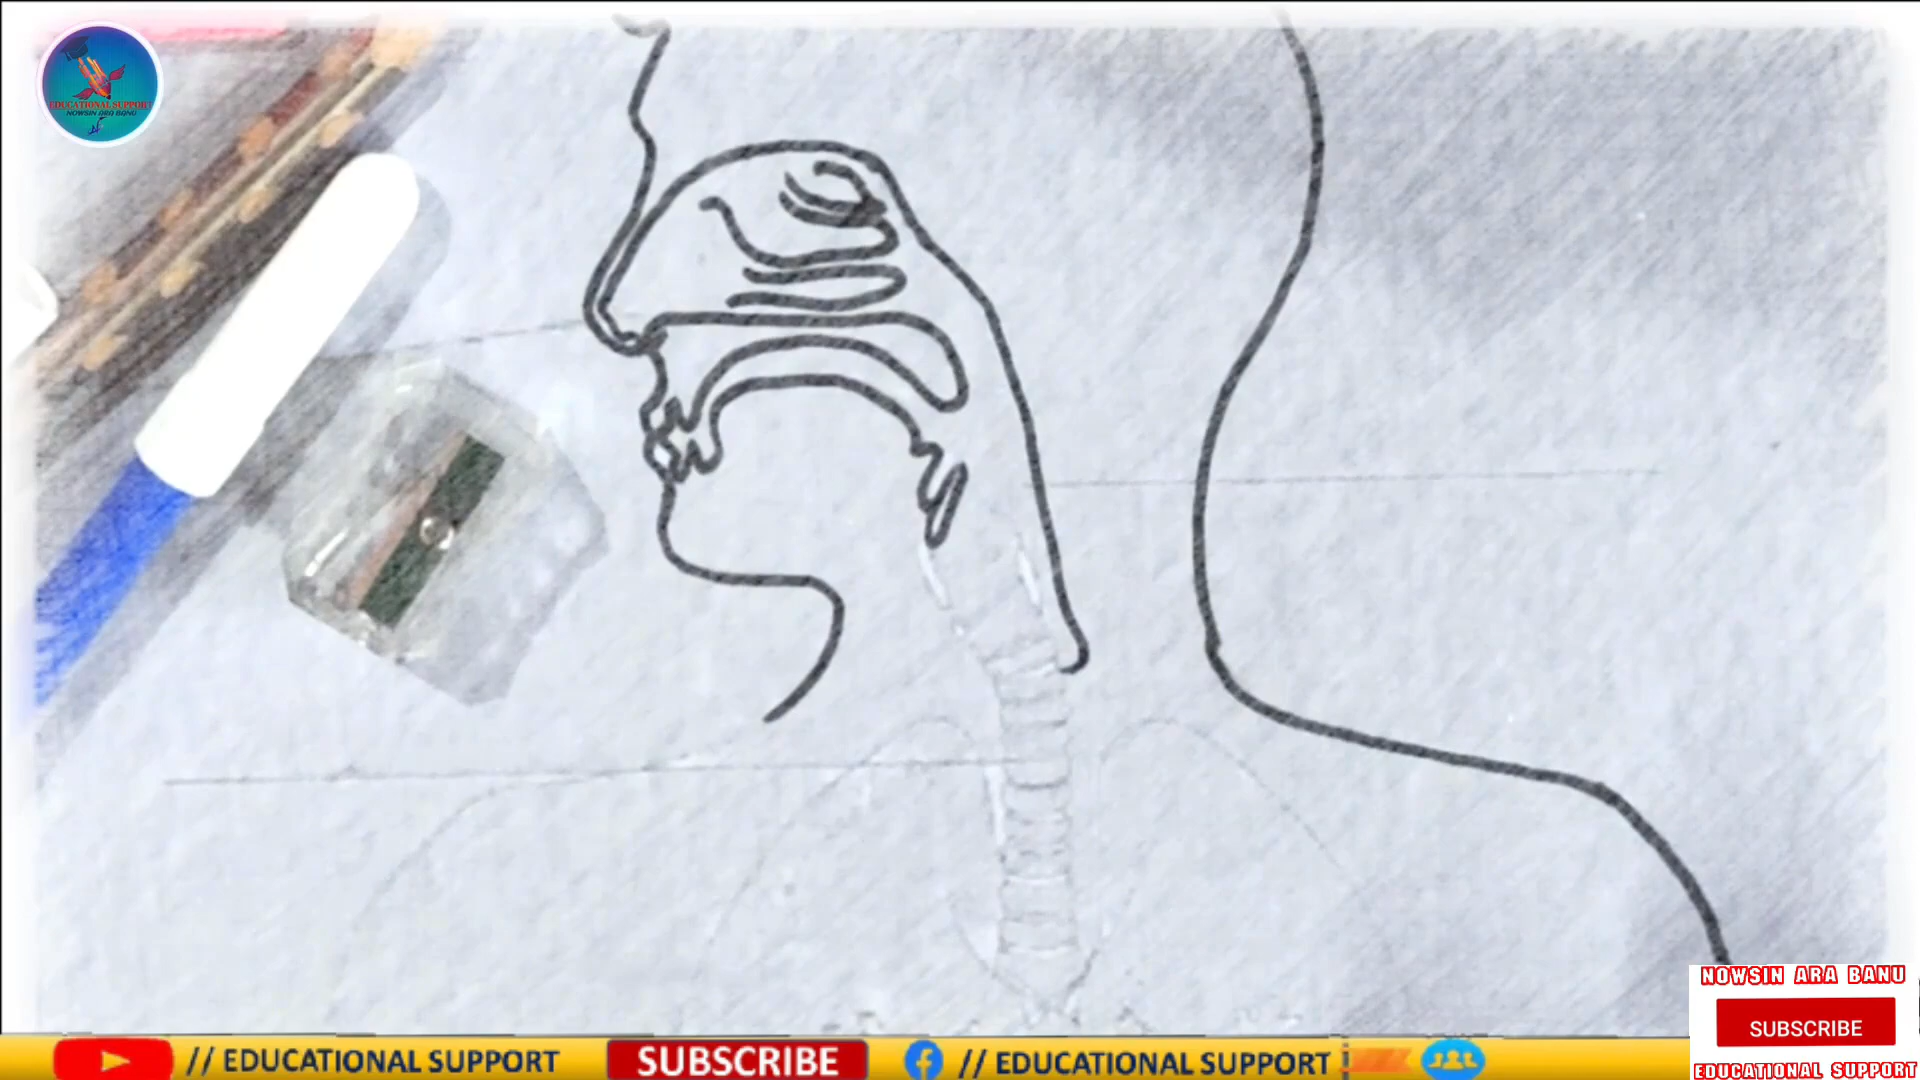 EDUCATIONAL SUPPORT
NOWSIN ARA BANU
// EDUCATIONAL SUPPORT
SUBSCRIBE
// EDUCATIONAL SUPPORT
NOWSIN ARA BANU
SUBSCRIBE
EDUCATIONAL SUPPORT